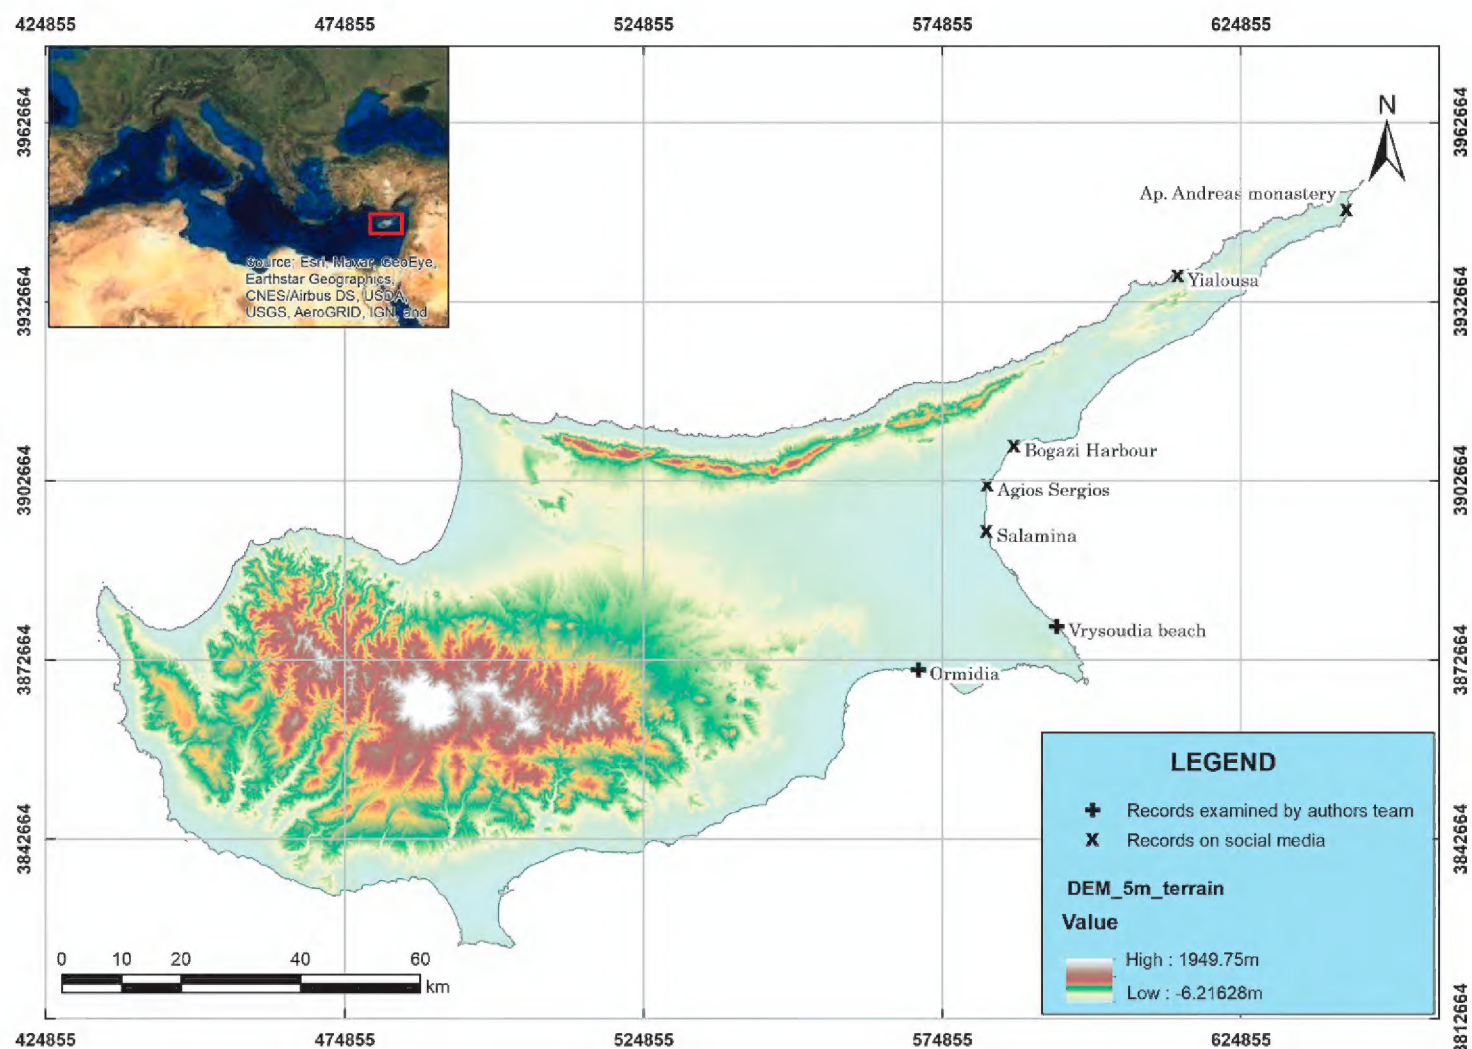 424855 474855 524855 574855 624855
3962664
3932664
3902664
3872664
3842664
3812664
Source: Esri, Maxar, GeoEye,
Earthstar Geographics,
CNES/Airbus DS, USDA,
USGS, AeroGRID, IGN, and
N
Ap. Andreas monastery
Yialousa
Bogazi Harbour
Agios Sergios
Salamina
Vrysoudia beach
Ormidia
LEGEND
Records examined by authors team
Records on social media
DEM_5m_terrain
Value
High : 1949.75m
Low : -6.21628m
0 10 20 40 60
km
3962664
3932664
3902664
3872664
3842664
3812664
424855 474855 524855 574855 624855